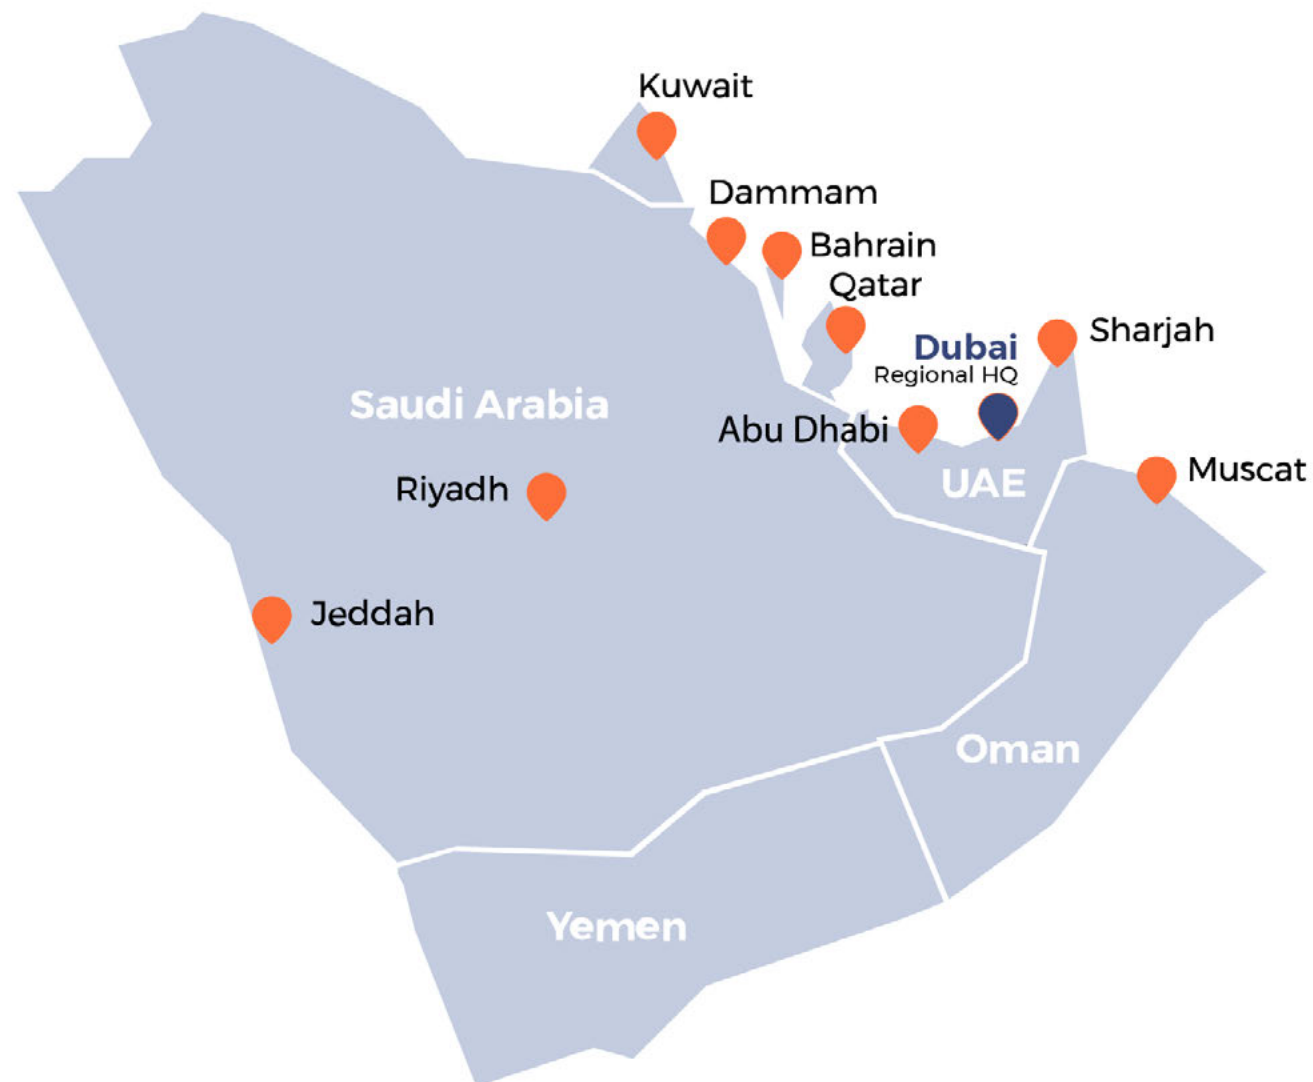 Kuwait
Dammam
Bahrain
Qatar
Sharjah
Dubai
Regional HQ
Saudi Arabia
Abu Dhabi
Muscat
UAE
Riyadh
Jeddah
Oman
Yemen